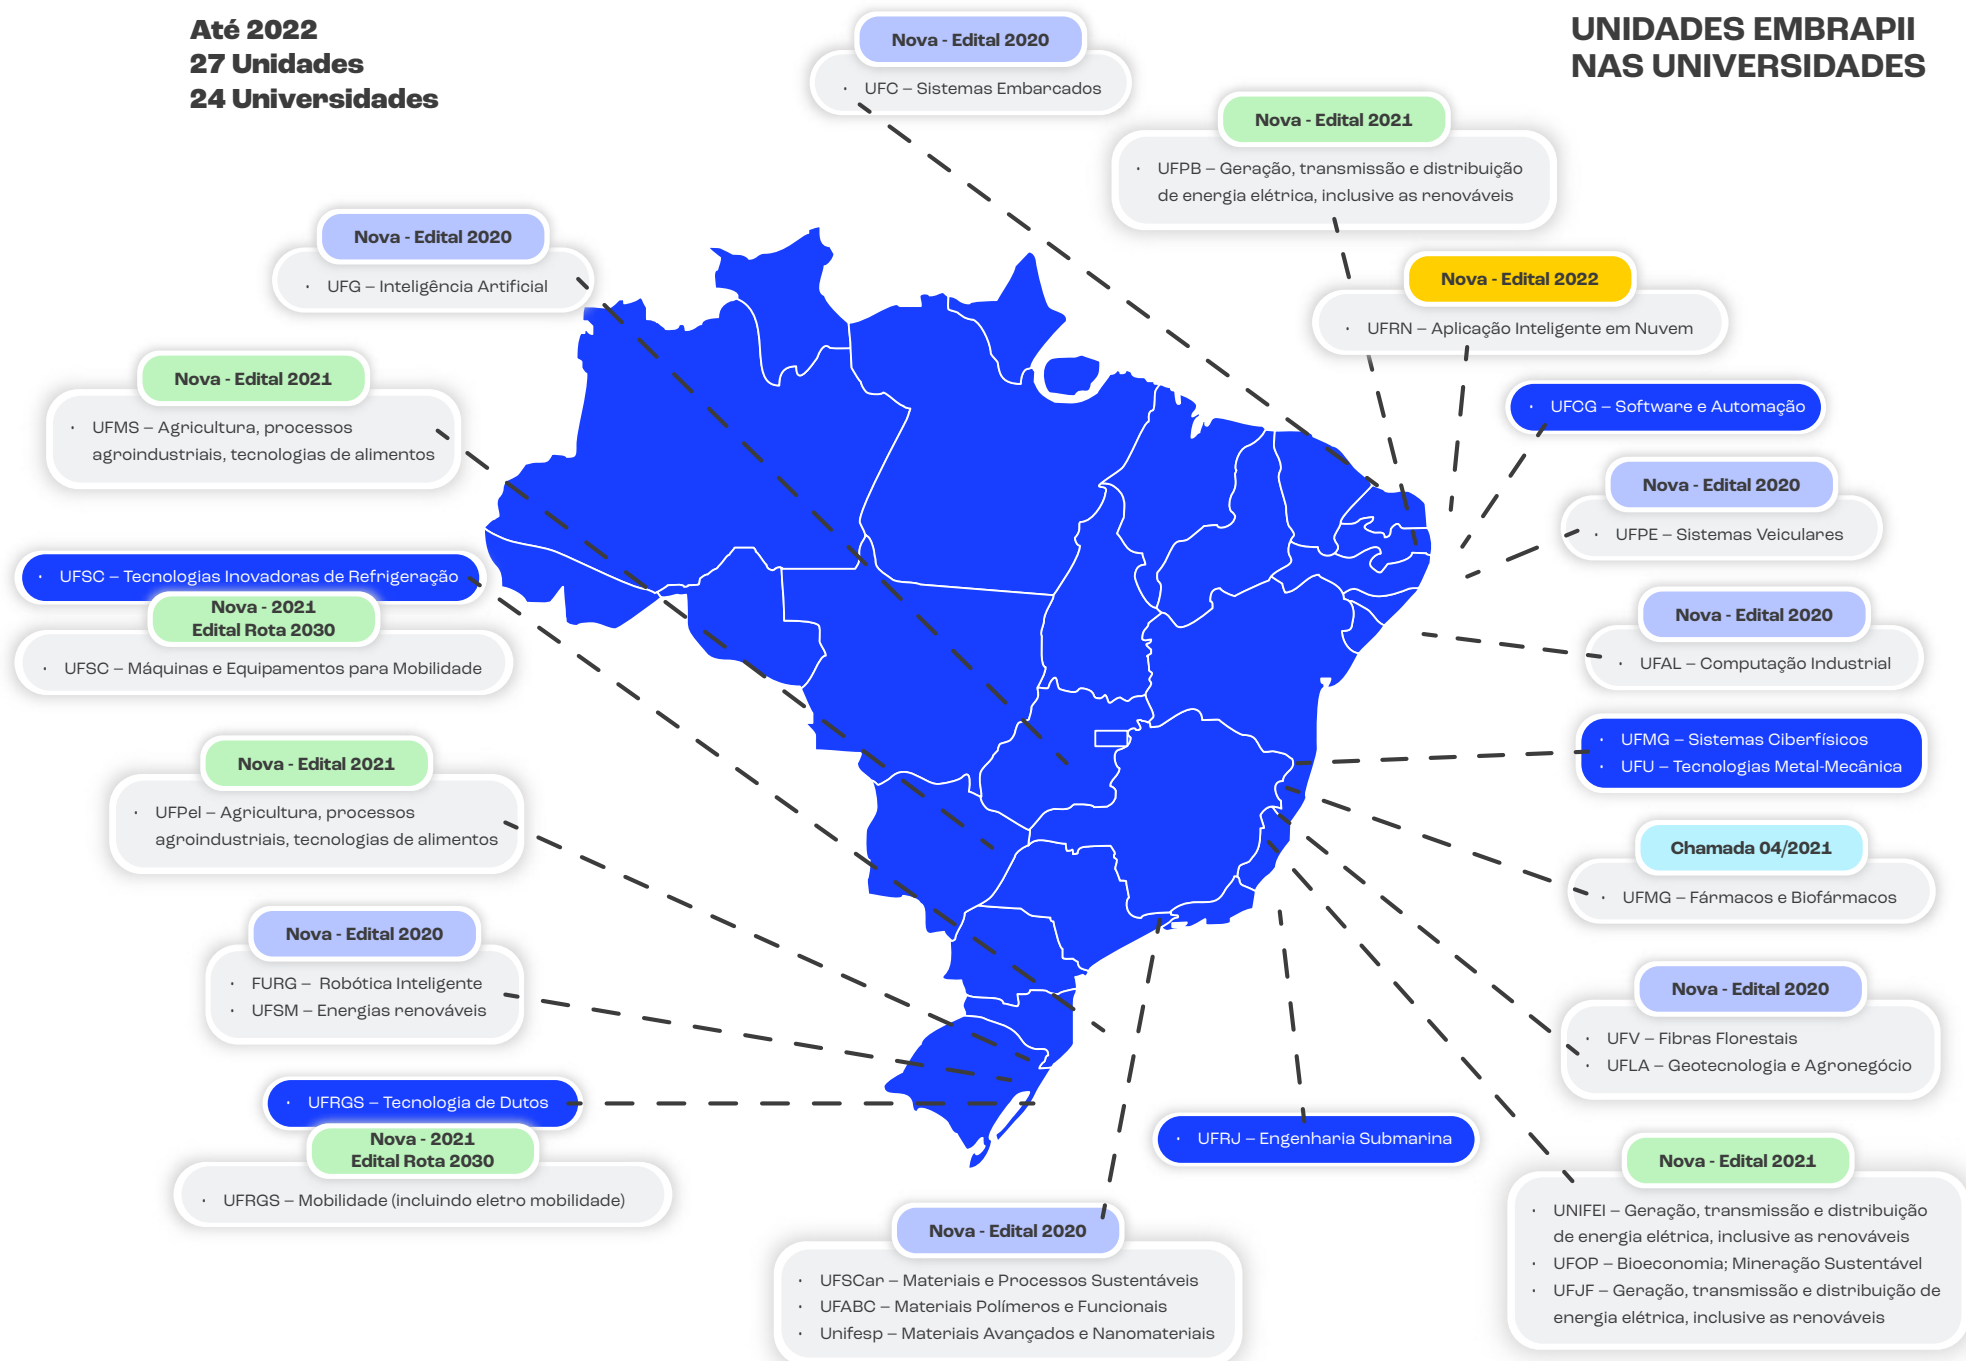 Até 2022
27 Unidades
24 Universidades
UNIDADES EMBRAPII
NAS UNIVERSIDADES
Nova - Edital 2020
· UFC – Sistemas Embarcados
Nova - Edital 2021
· UFPB – Geração, transmissão e distribuição
de energia elétrica, inclusive as renováveis
Nova - Edital 2022
· UFRN – Aplicação Inteligente em Nuvem
· UFCG – Software e Automação
Nova - Edital 2020
· UFPE – Sistemas Veiculares
Nova - Edital 2020
· UFAL – Computação Industrial
· UFMG – Sistemas Ciberfísicos
· UFU – Tecnologias Metal-Mecânica
Chamada 04/2021
· UFMG – Fármacos e Biofármacos
Nova - Edital 2020
· UFV – Fibras Florestais
· UFLA – Geotecnologia e Agronegócio
Nova - Edital 2021
· UNIFEI – Geração, transmissão e distribuição
de energia elétrica, inclusive as renováveis
· UFOP – Bioeconomia; Mineração Sustentável
· UFJF – Geração, transmissão e distribuição de
energia elétrica, inclusive as renováveis
· UFRJ – Engenharia Submarina
Nova - Edital 2020
· UFSCar – Materiais e Processos Sustentáveis
· UFABC – Materiais Polímeros e Funcionais
· Unifesp – Materiais Avançados e Nanomateriais
Nova - Edital 2020
· UFG – Inteligência Artificial
Nova - Edital 2021
· UFMS – Agricultura, processos
agroindustriais, tecnologias de alimentos
· UFSC – Tecnologias Inovadoras de Refrigeração
Nova - 2021
Edital Rota 2030
· UFSC – Máquinas e Equipamentos para Mobilidade
Nova - Edital 2021
· UFPel – Agricultura, processos
agroindustriais, tecnologias de alimentos
Nova - Edital 2020
· FURG – Robótica Inteligente
· UFSM – Energias renováveis
· UFRGS – Tecnologia de Dutos
Nova - 2021
Edital Rota 2030
· UFRGS – Mobilidade (incluindo eletro mobilidade)